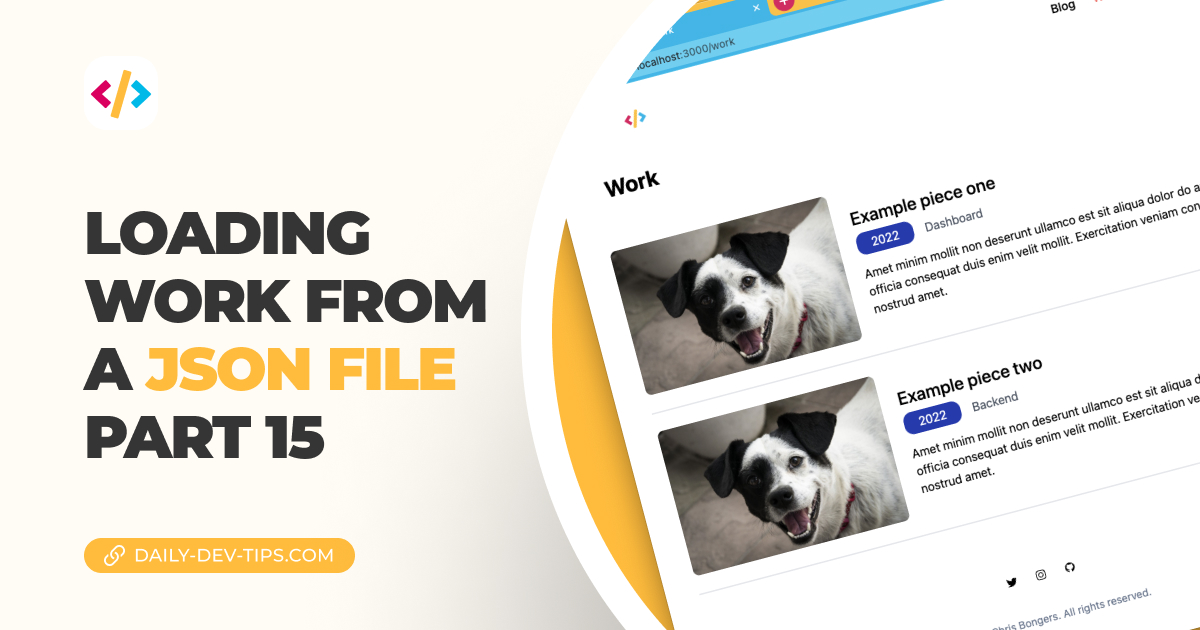 LOADING
WORK FROM
A JSON FILE
PART 15
DAILY-DEV-TIPS.COM
localhost:3000/work
Blog
Work
Example piece one
2022 Dashboard
Amet minim mollit non deserunt ullamco est sit aliqua dolor do a
officia consequat duis enim velit mollit. Exercitation veniam con
nostrud amet.
Example piece two
2022 Backend
Amet minim mollit non deserunt ullamco est sit aliqua d
officia consequat duis enim velit mollit. Exercitation ve
nostrud amet.
Chris Bongers. All rights reserved.